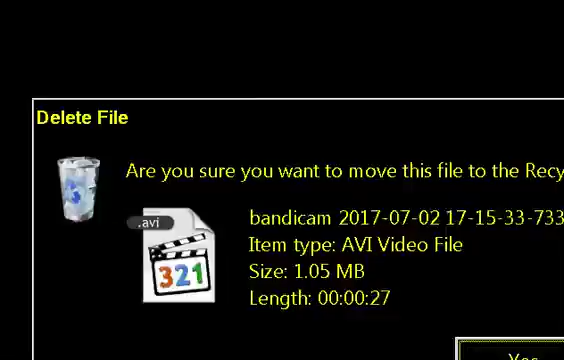 Delete File
Are you sure you want to move this file to the Recy
.avi
321
bandicam 2017-07-02 17-15-33-733
Item type: AVI Video File
Size: 1.05 MB
Length: 00:00:27
Yes